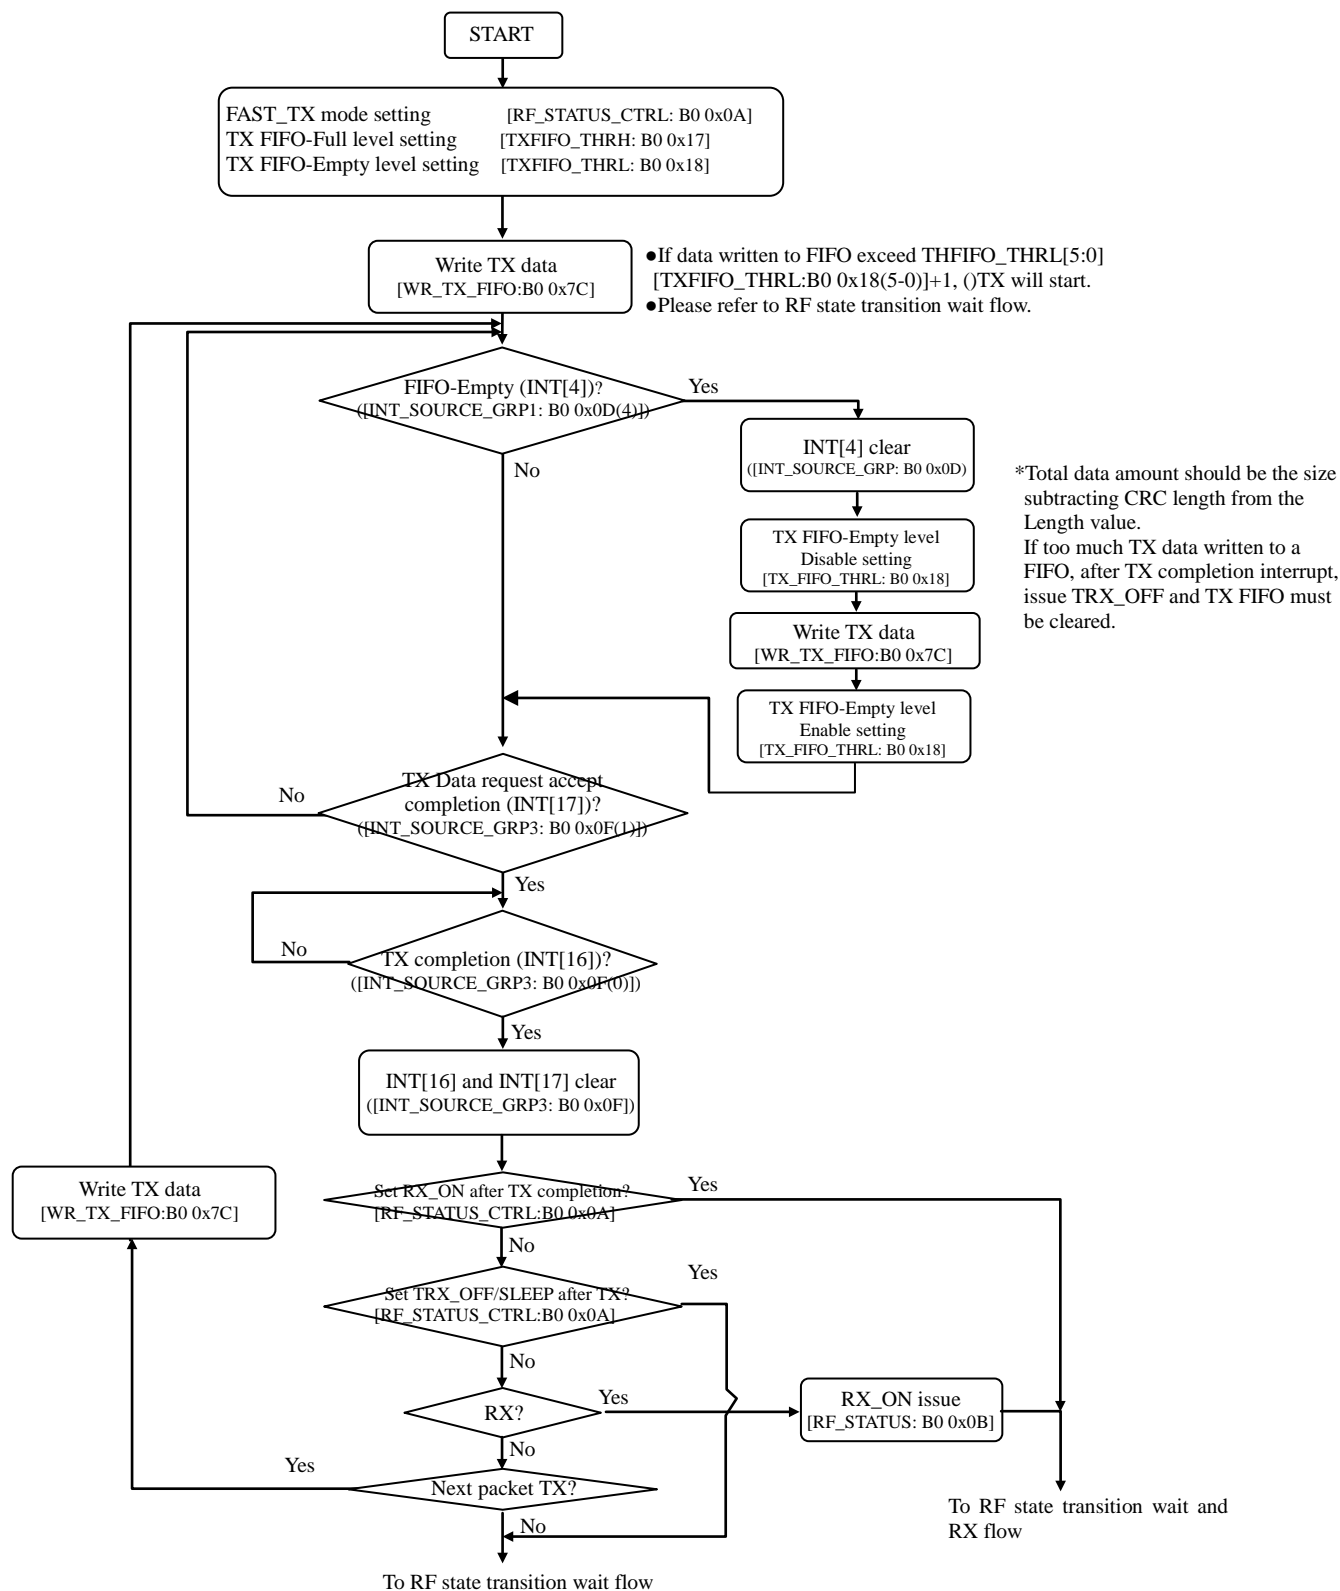 START
FAST_TX mode setting [RF_STATUS_CTRL: B0 0x0A]
TX FIFO-Full level setting [TXFIFO_THRH: B0 0x17]
TX FIFO-Empty level setting [TXFIFO_THRL: B0 0x18]
Write TX data
[WR_TX_FIFO:B0 0x7C]
●If data written to FIFO exceed THFIFO_THRL[5:0]
[TXFIFO_THRL:B0 0x18(5-0)]+1, ()TX will start.
●Please refer to RF state transition wait flow.
FIFO-Empty (INT[4])?
([INT_SOURCE_GRP1: B0 0x0D(4)])
Yes
No
INT[4] clear
([INT_SOURCE_GRP: B0 0x0D)
TX FIFO-Empty level
Disable setting
[TX_FIFO_THRL: B0 0x18]
Write TX data
[WR_TX_FIFO:B0 0x7C]
TX FIFO-Empty level
Enable setting
[TX_FIFO_THRL: B0 0x18]
*Total data amount should be the size
subtracting CRC length from the
Length value.
If too much TX data written to a
FIFO, after TX completion interrupt,
issue TRX_OFF and TX FIFO must
be cleared.
TX Data request accept
completion (INT[17])?
([INT_SOURCE_GRP3: B0 0x0F(1)])
No
Yes
TX completion (INT[16])?
([INT_SOURCE_GRP3: B0 0x0F(0)])
No
Yes
INT[16] and INT[17] clear
([INT_SOURCE_GRP3: B0 0x0F])
Write TX data
[WR_TX_FIFO:B0 0x7C]
Set RX_ON after TX completion?
[RF_STATUS_CTRL:B0 0x0A]
Yes
No
Set TRX_OFF/SLEEP after TX?
[RF_STATUS_CTRL:B0 0x0A]
Yes
No
RX?
Yes
RX_ON issue
[RF_STATUS: B0 0x0B]
No
Next packet TX?
Yes
No
To RF state transition wait and
RX flow
To RF state transition wait flow